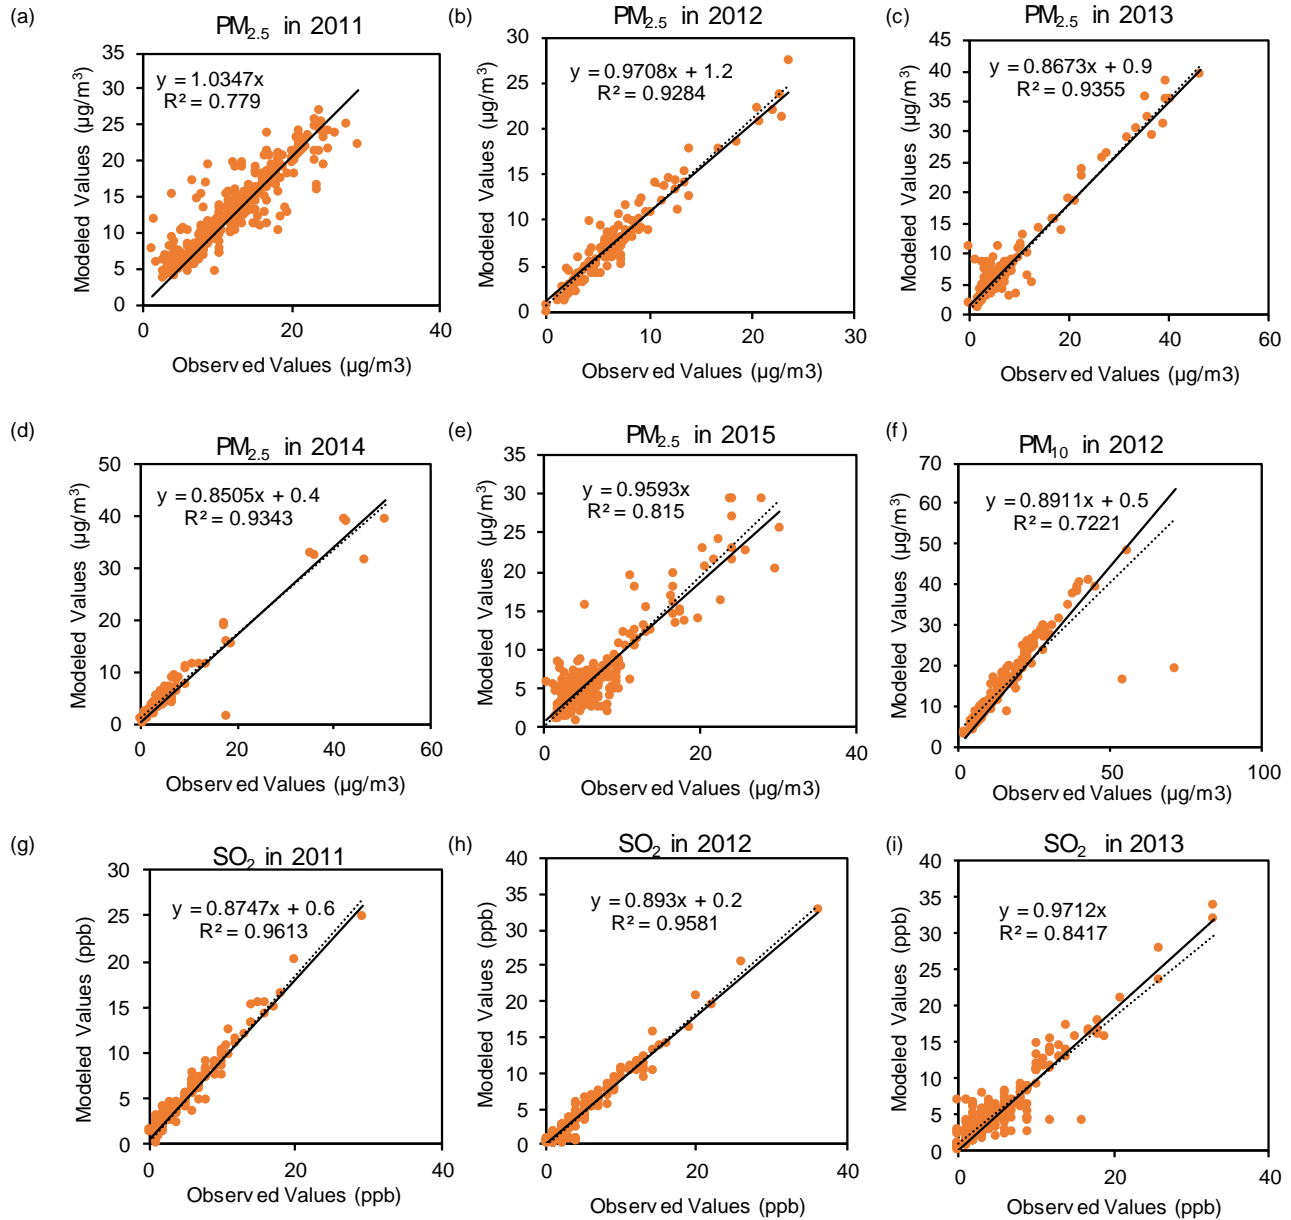 (a)
PM2.5 in 2011
y = 1.0347x
R² = 0.779
Modeled Values (µg/m³)
35
30
25
20
15
10
5
0
0 20 40
Observed Values (µg/m3)
(b)
PM2.5 in 2012
y = 0.9708x + 1.2
R² = 0.9284
Modeled Values (µg/m³)
30
25
20
15
10
5
0
0 10 20 30
Observed Values (µg/m3)
(c)
PM2.5 in 2013
y = 0.8673x + 0.9
R² = 0.9355
Modeled Values (µg/m³)
45
40
35
30
25
20
15
10
5
0
0 20 40 60
Observed Values (µg/m3)
(d)
PM2.5 in 2014
y = 0.8505x + 0.4
R² = 0.9343
Modeled Values (µg/m³)
50
40
30
20
10
0
0 20 40 60
Observed Values (µg/m3)
(e)
PM2.5 in 2015
y = 0.9593x
R² = 0.815
Modeled Values (µg/m³)
35
30
25
20
15
10
5
0
0 20 40
Observed Values (µg/m3)
(f)
PM10 in 2012
y = 0.8911x + 0.5
R² = 0.7221
Modeled Values (µg/m³)
70
60
50
40
30
20
10
0
0 50 100
Observed Values (µg/m3)
(g)
SO2 in 2011
y = 0.8747x + 0.6
R² = 0.9613
Modeled Values (ppb)
30
25
20
15
10
5
0
0 20 40
Observed Values (ppb)
(h)
SO2 in 2012
y = 0.893x + 0.2
R² = 0.9581
Modeled Values (ppb)
40
35
30
25
20
15
10
5
0
0 20 40
Observed Values (ppb)
(i)
SO2 in 2013
y = 0.9712x
R² = 0.8417
Modeled Values (ppb)
40
35
30
25
20
15
10
5
0
0 20 40
Observed Values (ppb)